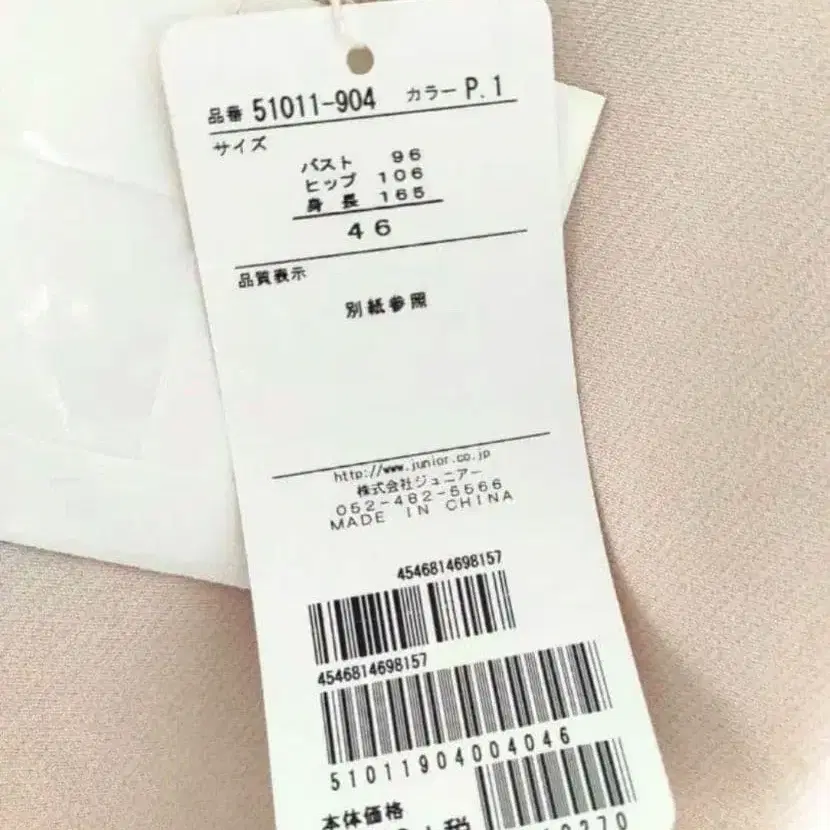 品番 51011-904 カラー P.1
サイズ
バスト 96
ヒップ 106
身長 165
46
品質表示
別紙参照
http://www.junior.co.jp
株式会社ジュニアー
052-482-5566
MADE IN CHINA
4546814698157
4546814698157
51011904004046
本体価格
+税